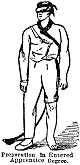 Preparation in Entered
Apprentice Degree.